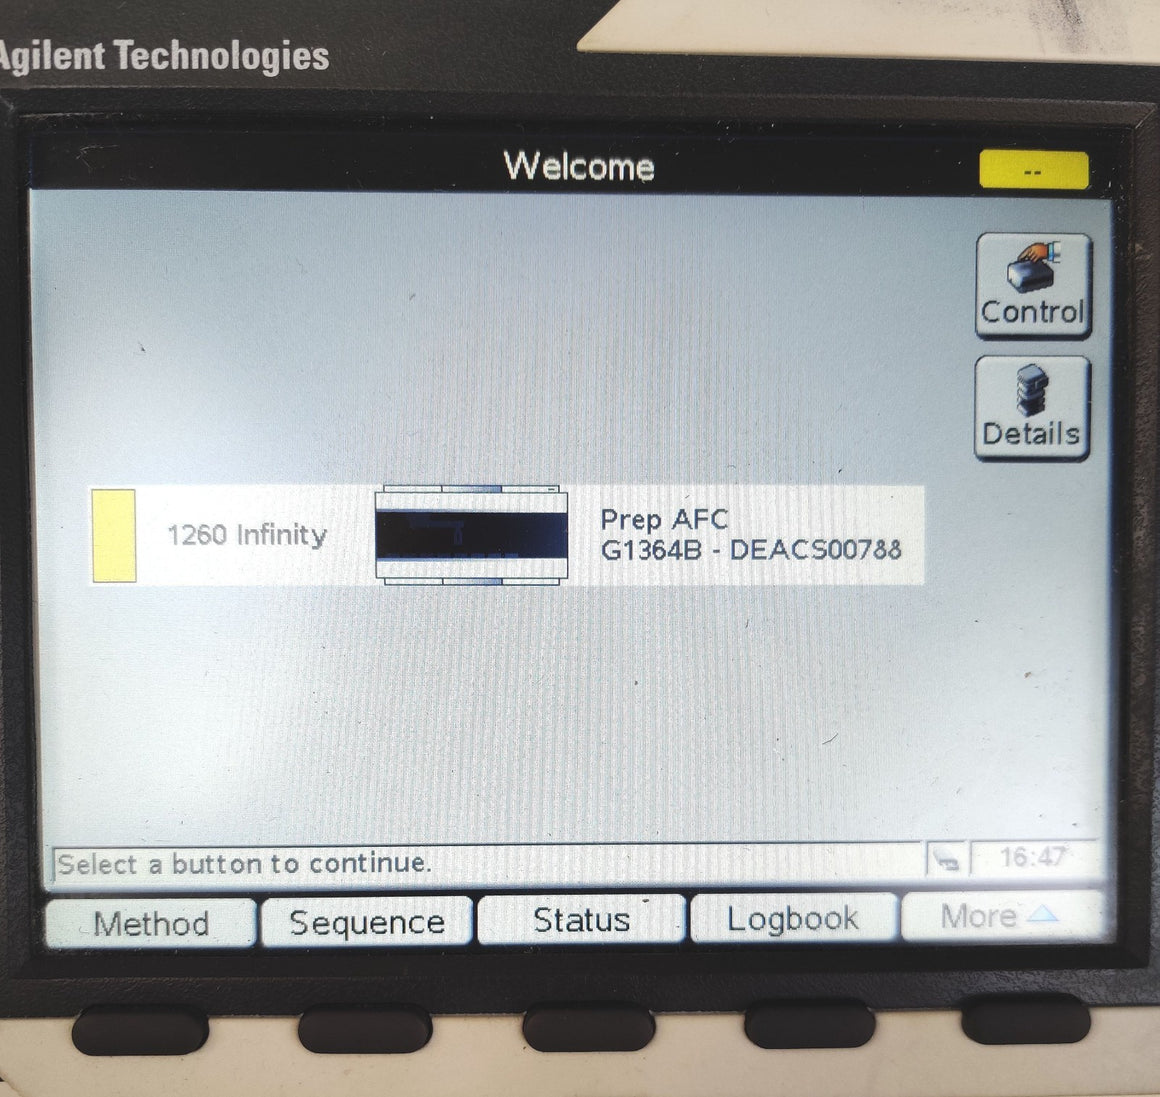 Agilent Technologies
Welcome
--
Control
Details
1260 Infinity
Prep AFC
G1364B - DEACS00788
Select a button to continue.
16:47
Method
Sequence
Status
Logbook
More